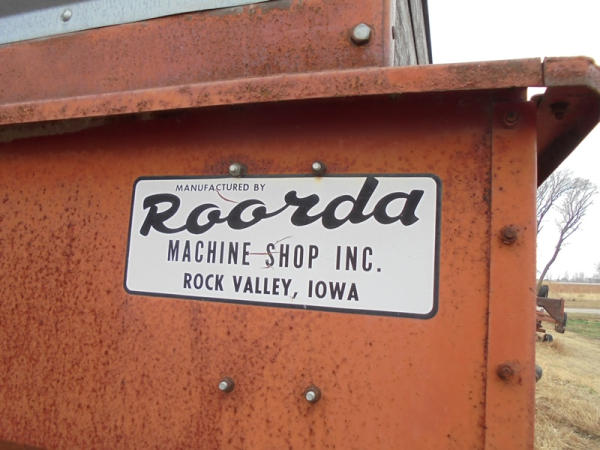 MANUFACTURED BY
Roorda
MACHINE SHOP INC.
ROCK VALLEY, IOWA